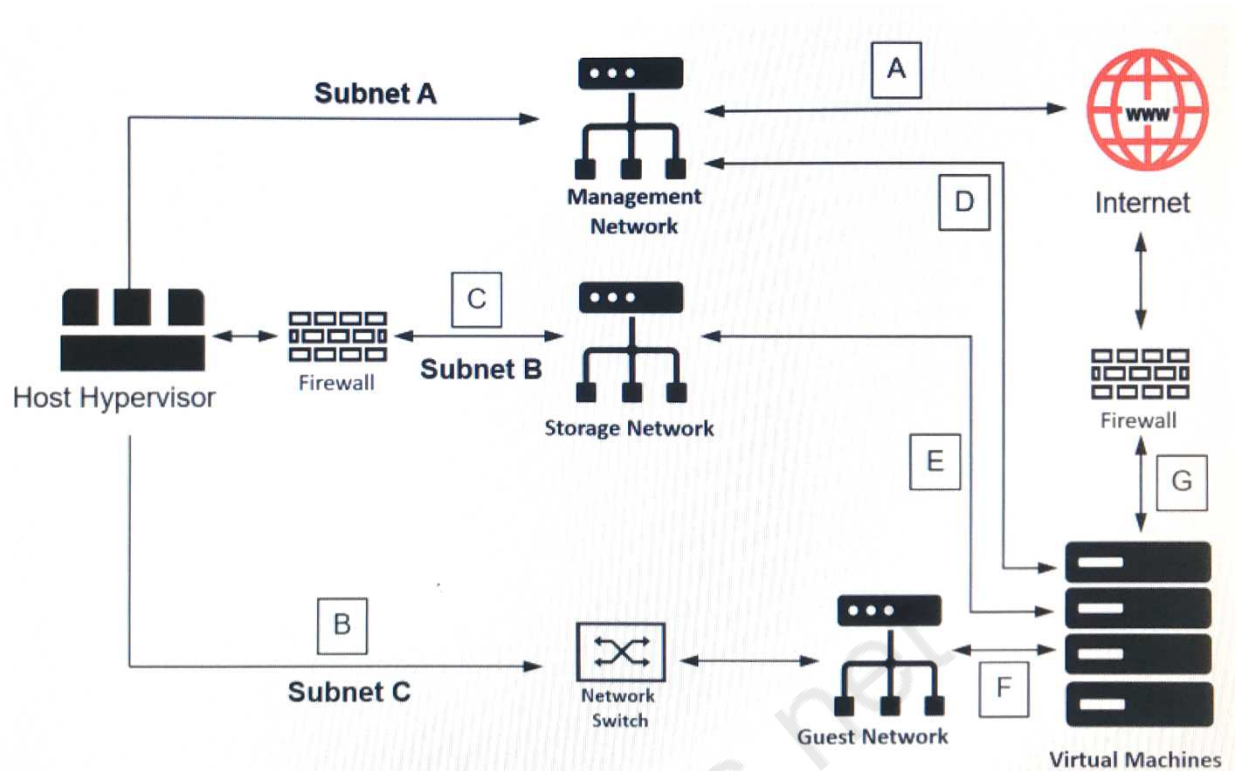 Subnet A
A
www
Management
Network
D
Internet
C
Firewall
Subnet B
Host Hypervisor
Storage Network
Firewall
E
G
B
Subnet C
Network
Switch
F
Guest Network
Virtual Machines